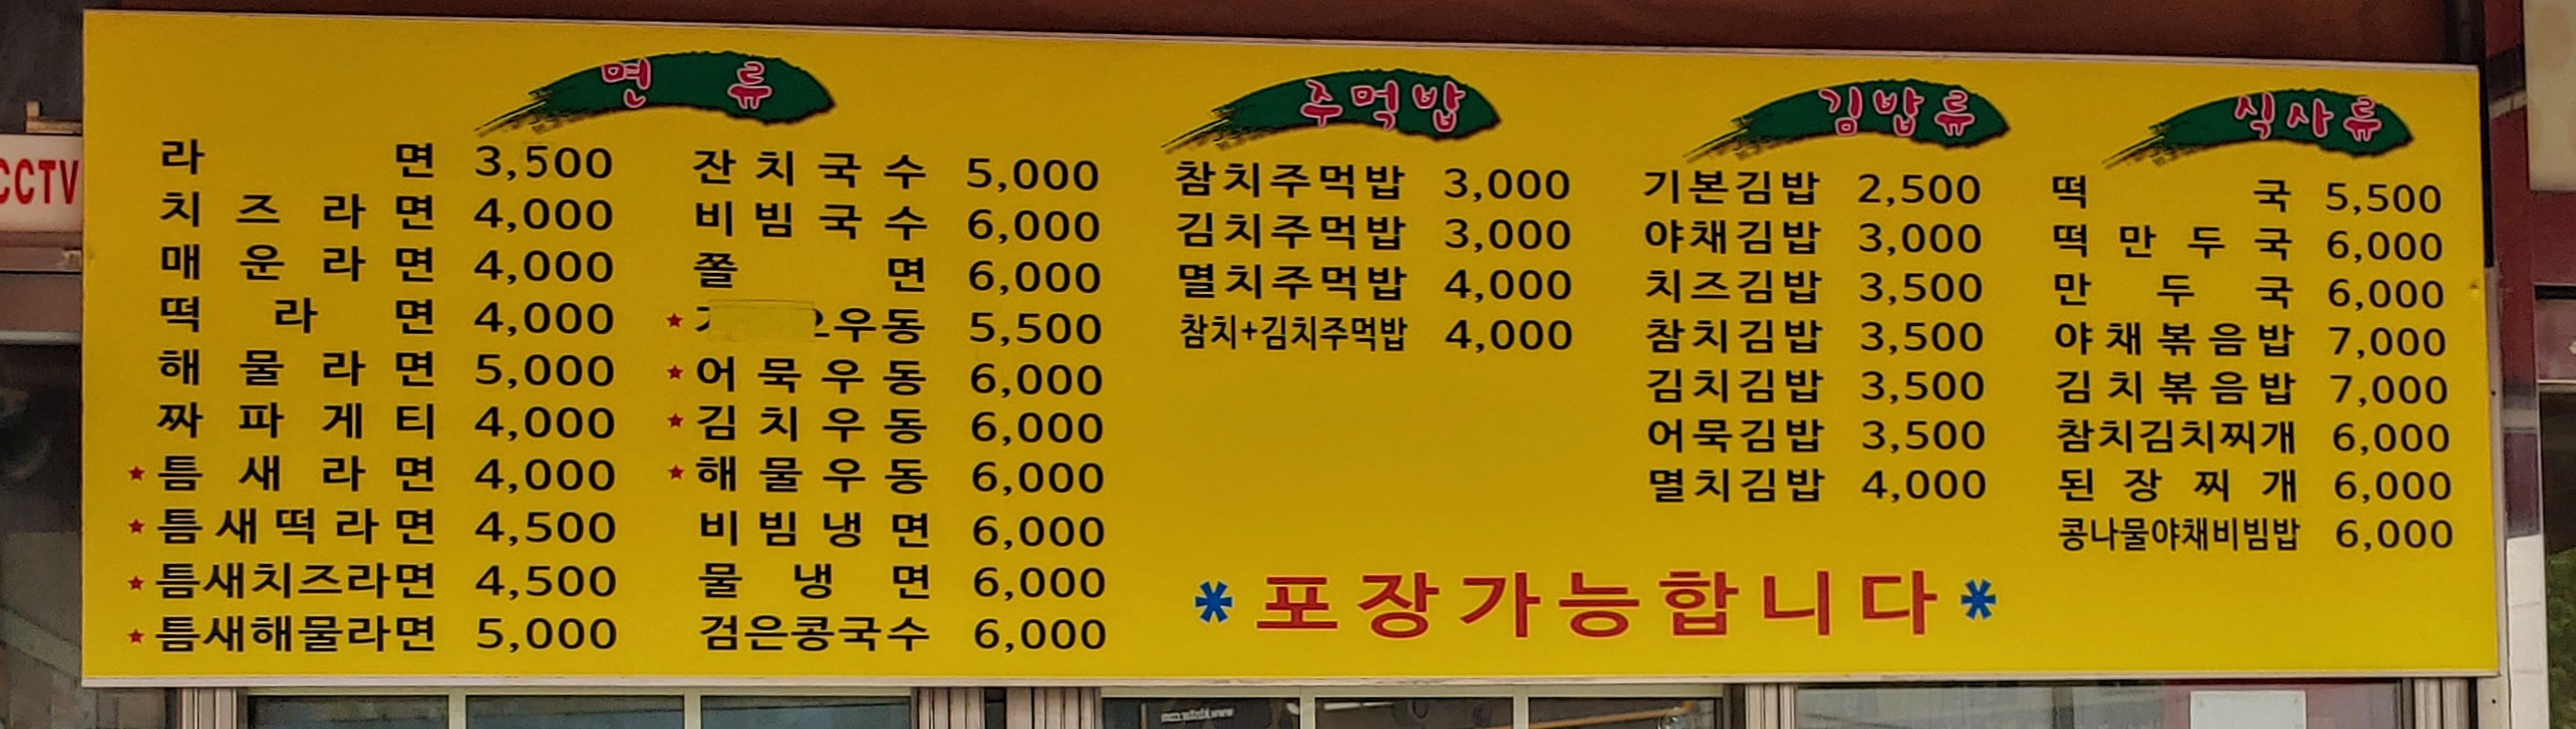 CCTV
면 류
라 면 3,500
치 즈 라 면 4,000
매 운 라 면 4,000
떡 라 면 4,000
해 물 라 면 5,000
짜 파 게 티 4,000
★ 틈 새 라 면 4,000
★ 틈 새 떡 라 면 4,500
★ 틈새치즈라면 4,500
★ 틈새해물라면 5,000
잔 치 국 수 5,000
비 빔 국 수 6,000
쫄 면 6,000
★ 우동 5,500
★ 어 묵 우 동 6,000
★ 김 치 우 동 6,000
★ 해 물 우 동 6,000
비 빔 냉 면 6,000
물 냉 면 6,000
검은콩국수 6,000
주먹밥
참치주먹밥 3,000
김치주먹밥 3,000
멸치주먹밥 4,000
참치+김치주먹밥 4,000
김밥류
기본김밥 2,500
야채김밥 3,000
치즈김밥 3,500
참치김밥 3,500
김치김밥 3,500
어묵김밥 3,500
멸치김밥 4,000
식사류
떡 국 5,500
떡 만 두 국 6,000
만 두 국 6,000
야 채 볶 음 밥 7,000
김 치 볶 음 밥 7,000
참치김치찌개 6,000
된 장 찌 개 6,000
콩나물야채비빔밥 6,000
* 포장가능합니다 *